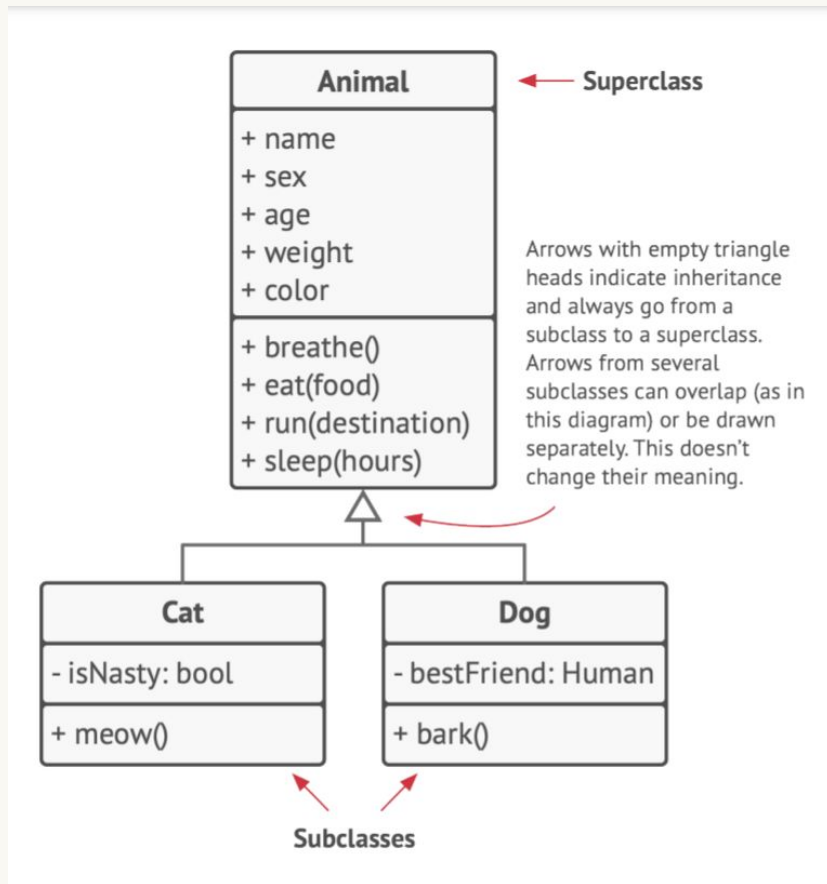 Animal
Superclass
+ name
+ sex
+ age
+ weight
+ color
+ breathe()
+ eat(food)
+ run(destination)
+ sleep(hours)
Arrows with empty triangle
heads indicate inheritance
and always go from a
subclass to a superclass.
Arrows from several
subclasses can overlap (as in
this diagram) or be drawn
separately. This doesn’t
change their meaning.
Cat
- isNasty: bool
+ meow()
Dog
- bestFriend: Human
+ bark()
Subclasses